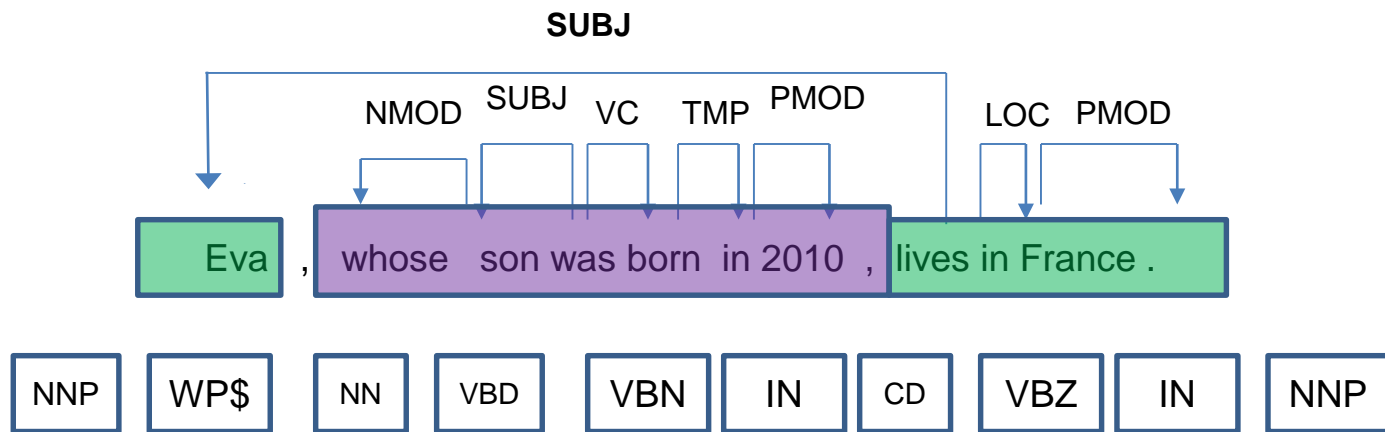 SUBJ
NMOD SUBJ VC TMP PMOD LOC PMOD
Eva , whose son was born in 2010 , lives in France .
NNP WP$ NN VBD VBN IN CD VBZ IN NNP